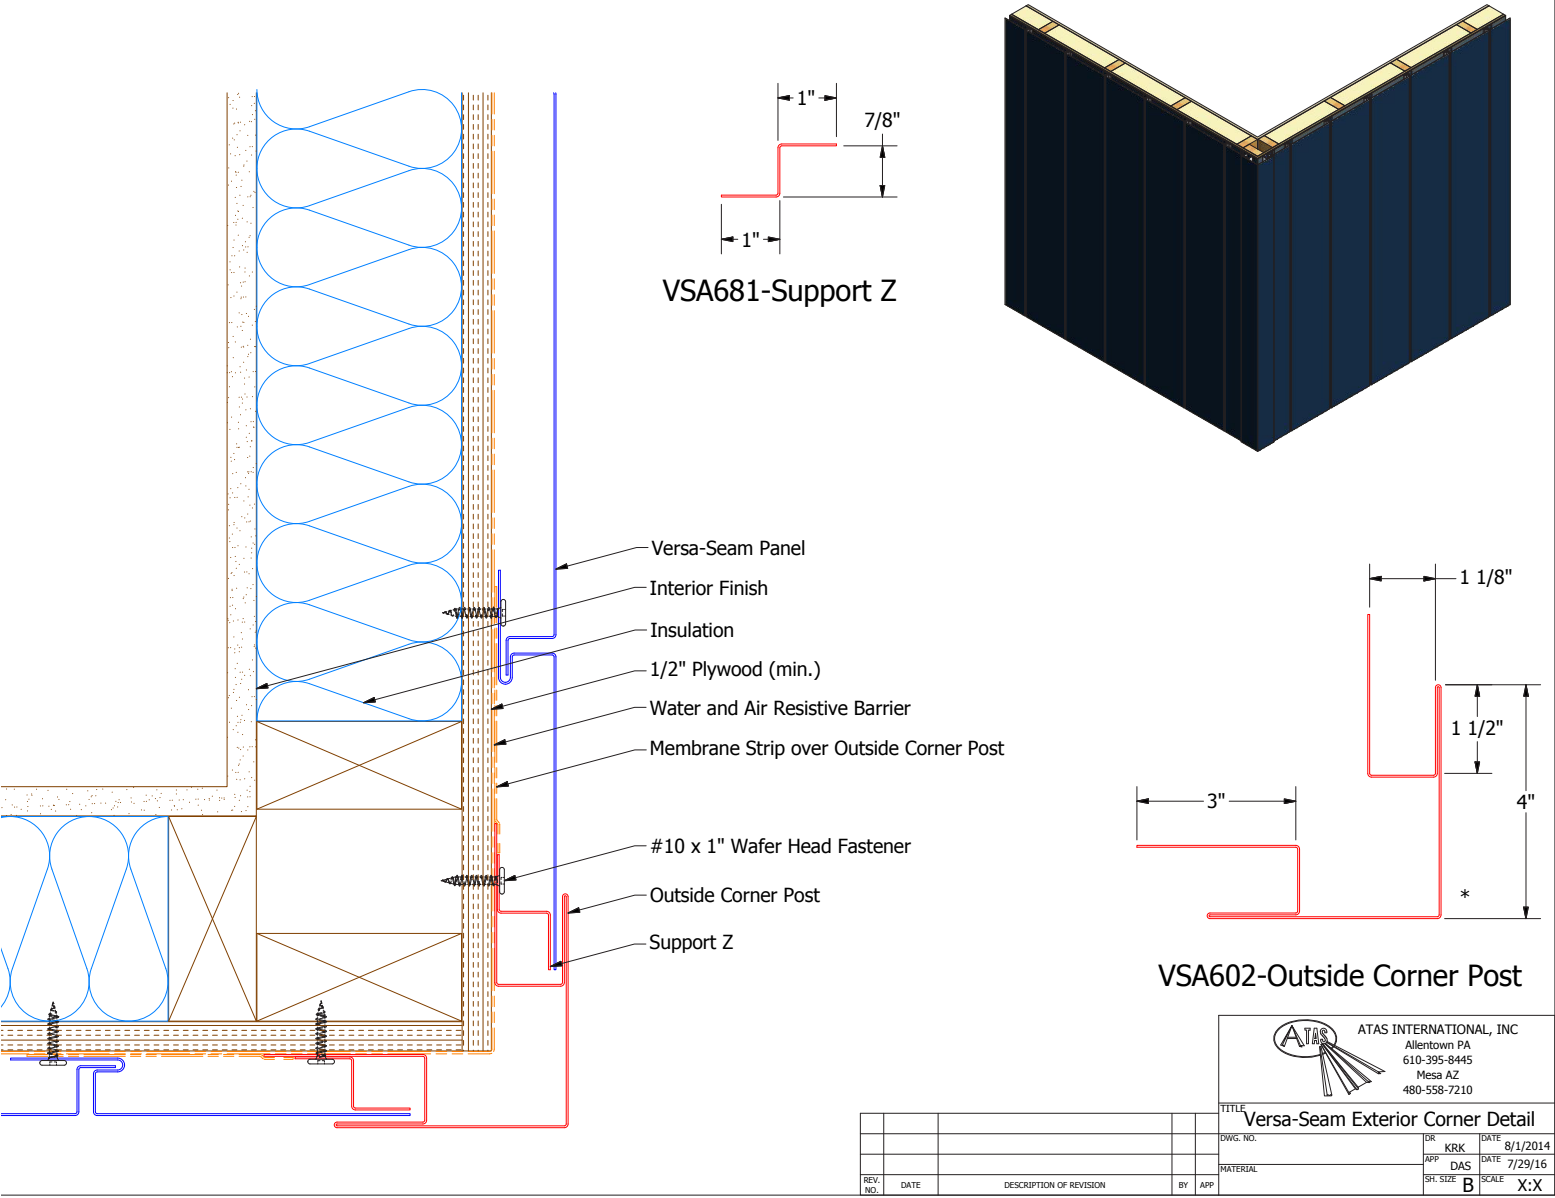 1"
7/8"
1"
VSA681-Support Z
Versa-Seam Panel
Interior Finish
Insulation
1/2" Plywood (min.)
Water and Air Resistive Barrier
Membrane Strip over Outside Corner Post
#10 x 1" Wafer Head Fastener
Outside Corner Post
Support Z
1 1/8"
1 1/2"
3"
4"
*
VSA602-Outside Corner Post
ATAS
ATAS INTERNATIONAL, INC
Allentown PA
610-395-8445
Mesa AZ
480-558-7210
TITLE
Versa-Seam Exterior Corner Detail
DWG. NO.
DR KRK DATE 8/1/2014
MATERIAL
APP DAS DATE 7/29/16
SH. SIZE B SCALE X:X
REV. NO. DATE DESCRIPTION OF REVISION BY APP